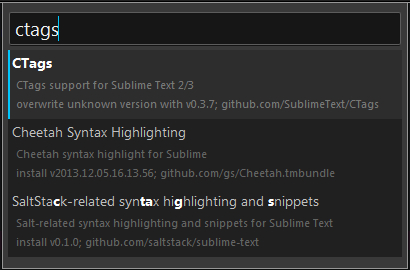 ctags
CTags
CTags support for Sublime Text 2/3
overwrite unknown version with v0.3.7; github.com/SublimeText/CTags
Cheetah Syntax Highlighting
Cheetah syntax highlight for Sublime
install v2013.12.05.16.13.56; github.com/gs/Cheetah.tmbundle
SaltStack-related syntax highlighting and snippets
Salt-related syntax highlighting and snippets for Sublime Text
install v0.1.0; github.com/saltstack/sublime-text